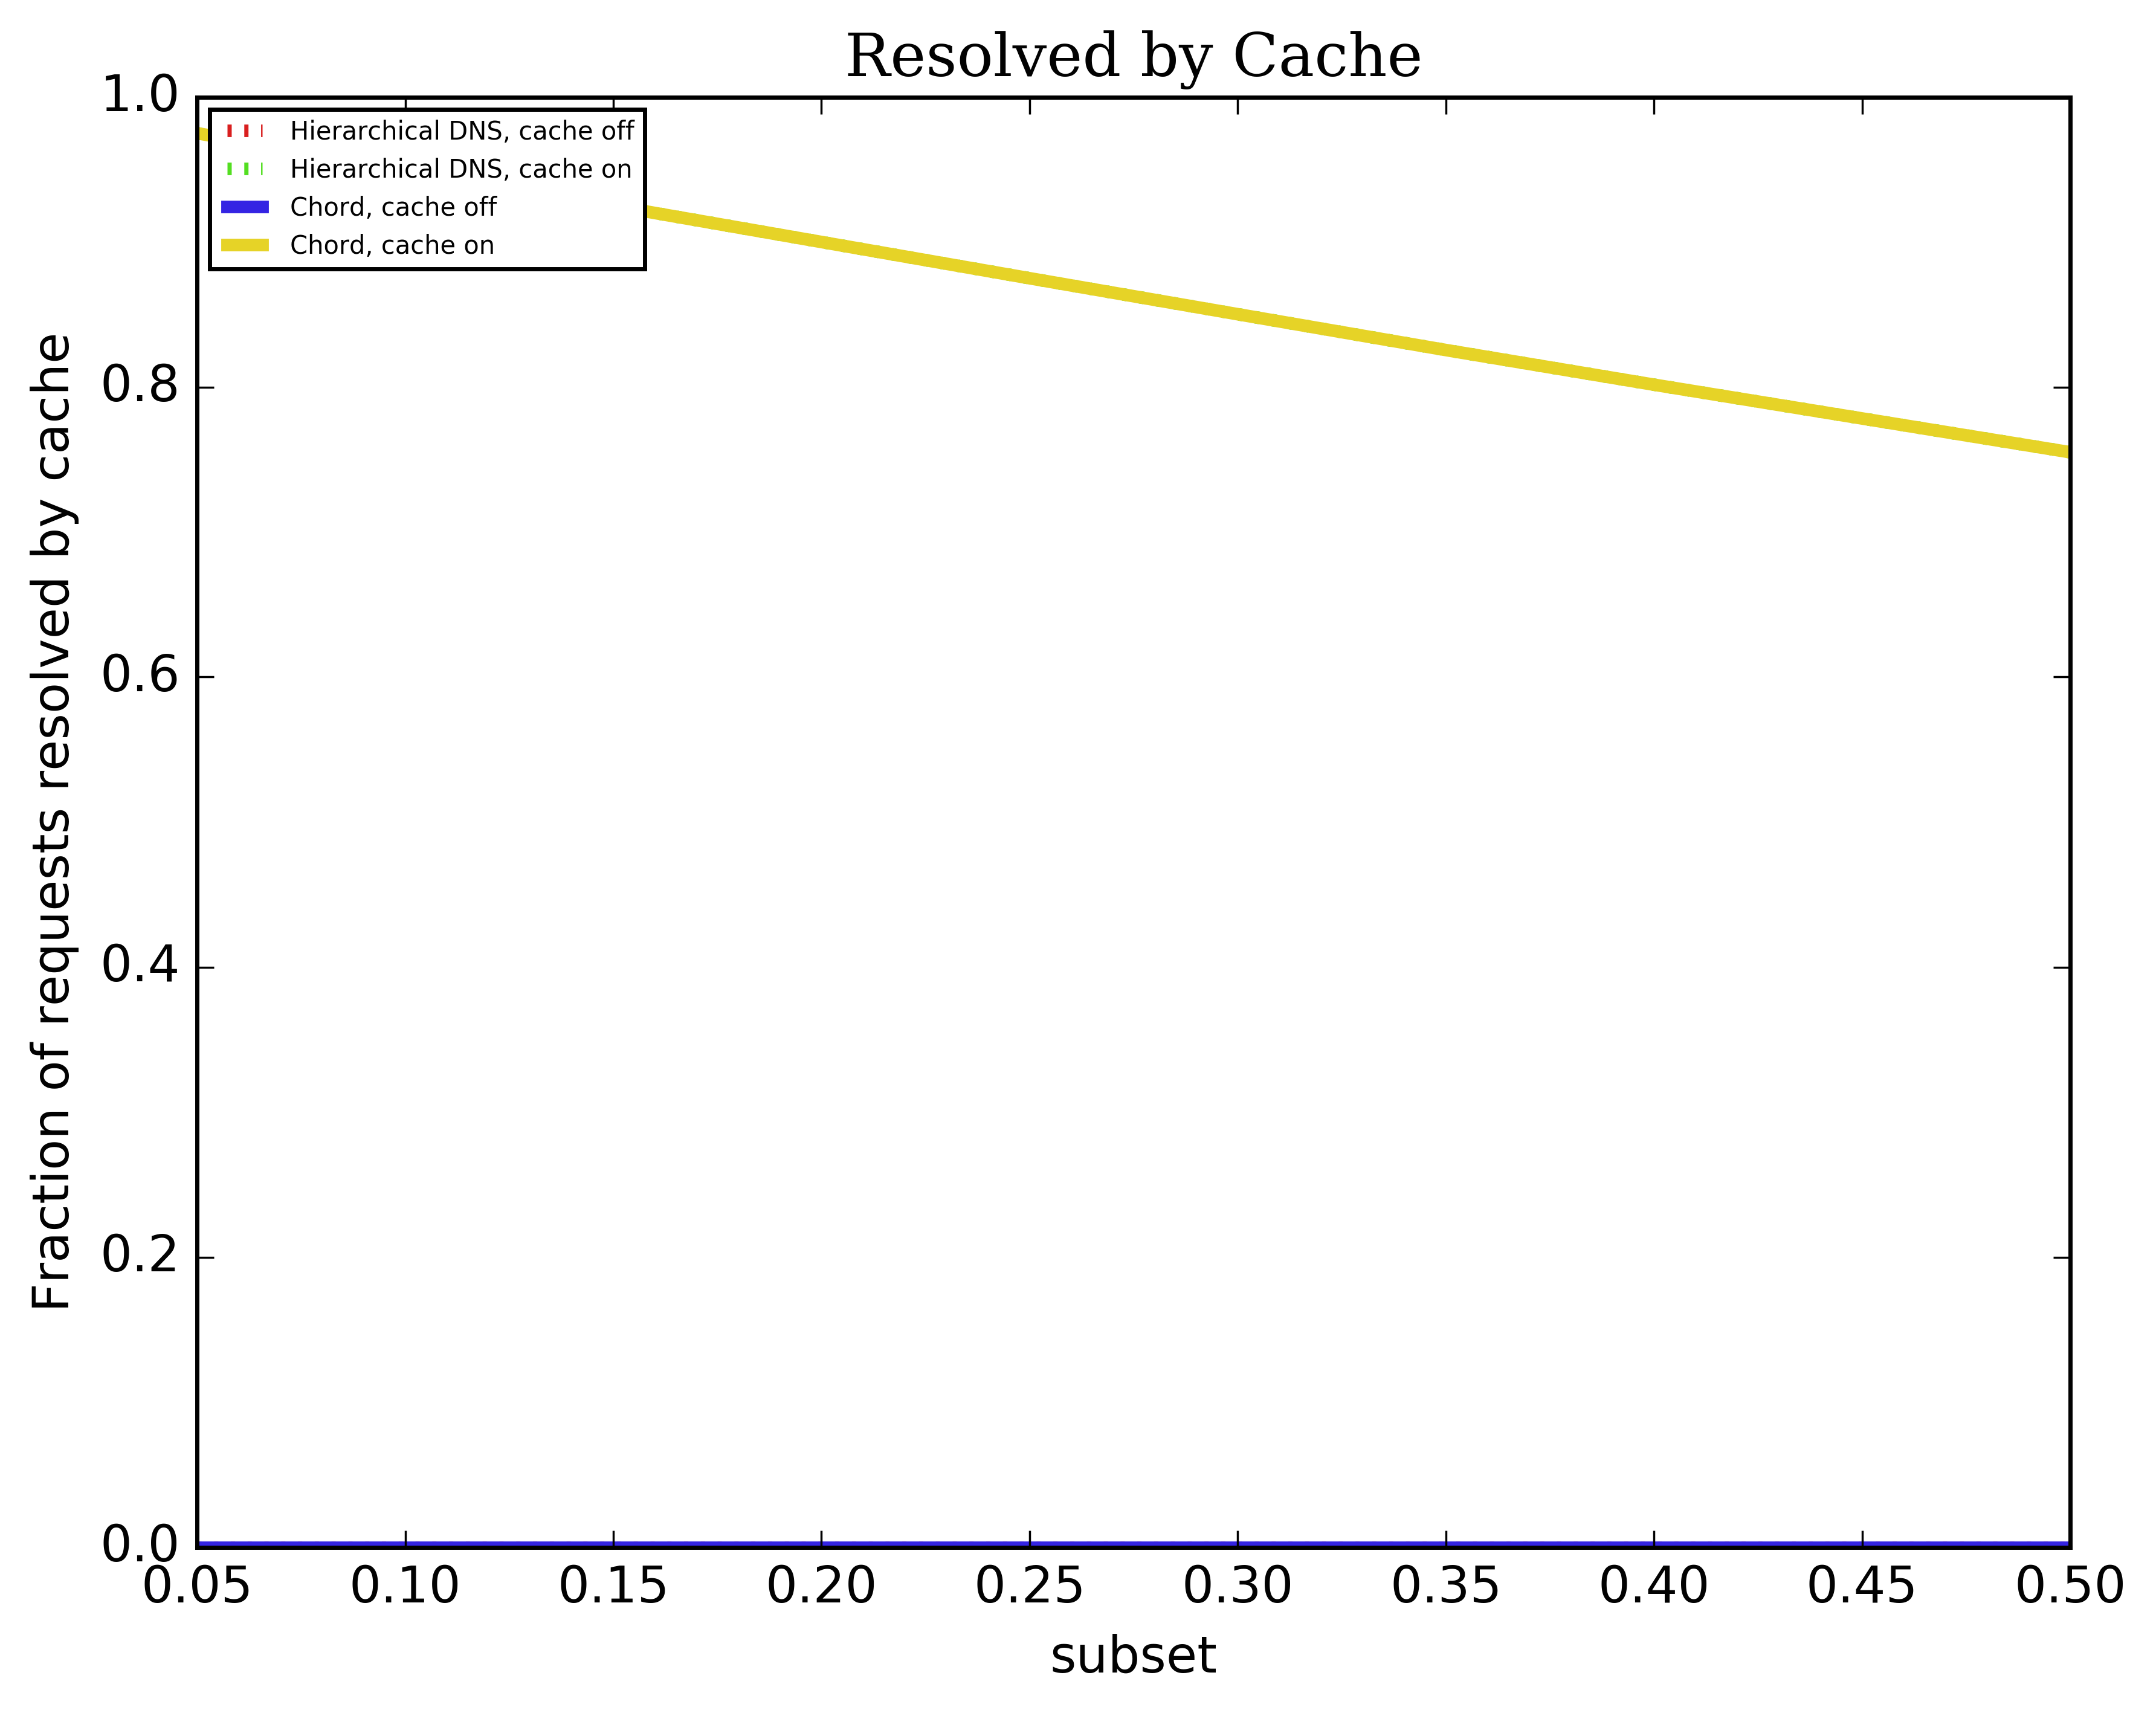 Resolved by Cache
Hierarchical DNS, cache off
Hierarchical DNS, cache on
Chord, cache off
Chord, cache on
Fraction of requests resolved by cache
1.0
0.8
0.6
0.4
0.2
0.0
0.05 0.10 0.15 0.20 0.25 0.30 0.35 0.40 0.45 0.50
subset